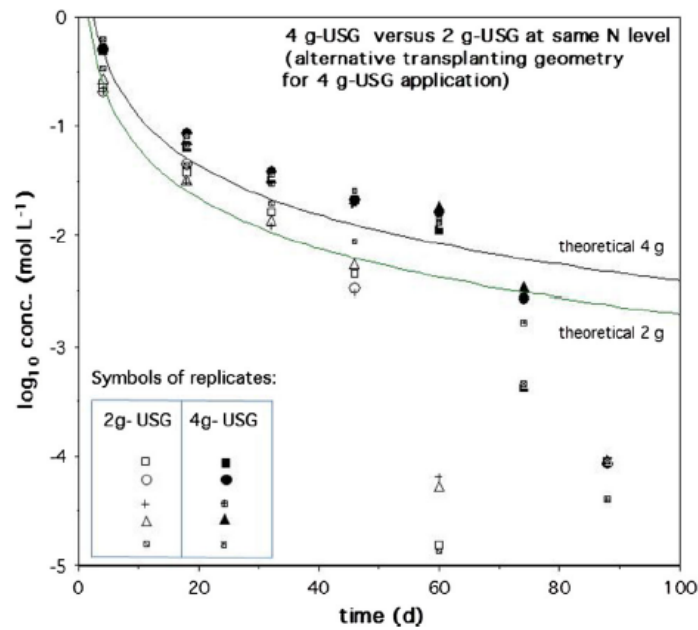 4 g-USG versus 2 g-USG at same N level
(alternative transplanting geometry
for 4 g-USG application)
0
-1
-2
-3
-4
-5
log10 conc. (mol L⁻¹)
theoretical 4 g
theoretical 2 g
Symbols of replicates:
2g- USG 4g- USG
0 20 40 60 80 100
time (d)